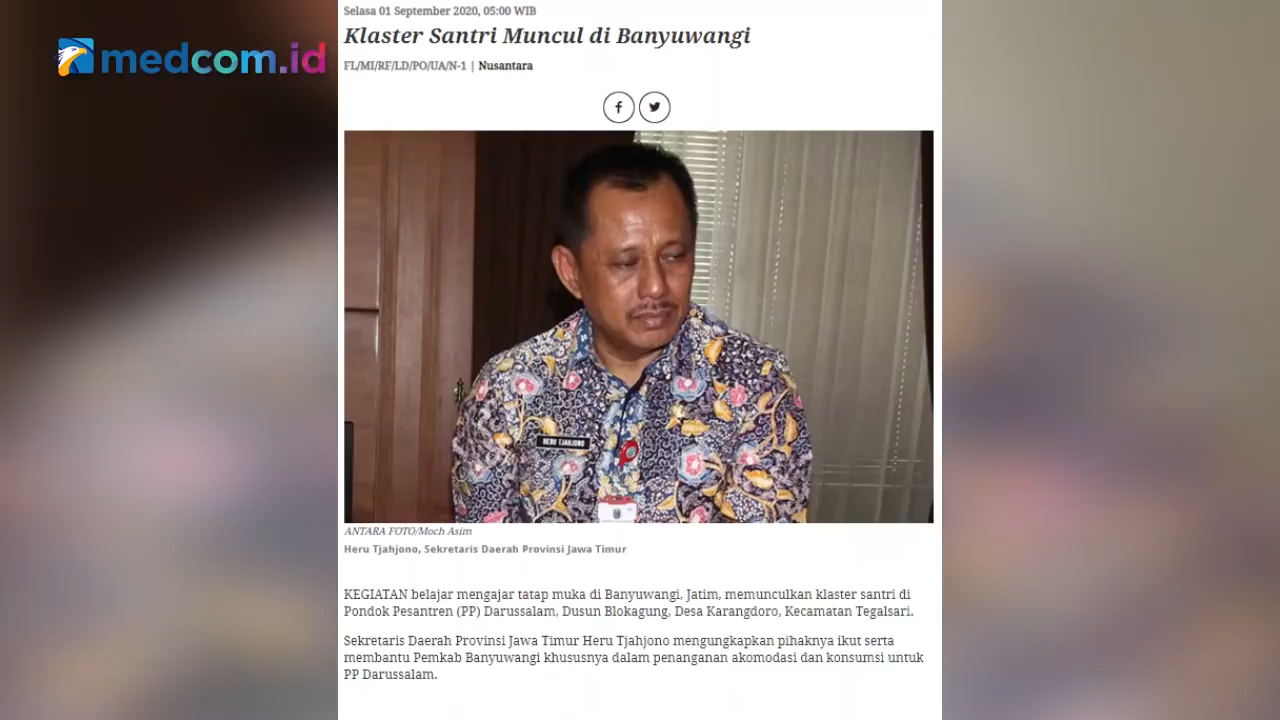 Selasa 01 September 2020, 05:00 WIB
medcom.id
Klaster Santri Muncul di Banyuwangi
FL/MI/RF/LD/PO/UA/N-1 | Nusantara
HERU TJAHJONO
ANTARA FOTO/Moch Asim
Heru Tjahjono, Sekretaris Daerah Provinsi Jawa Timur
KEGIATAN belajar mengajar tatap muka di Banyuwangi, Jatim, memunculkan klaster santri di
Pondok Pesantren (PP) Darussalam, Dusun Blokagung, Desa Karangdoro, Kecamatan Tegalsari.
Sekretaris Daerah Provinsi Jawa Timur Heru Tjahjono mengungkapkan pihaknya ikut serta
membantu Pemkab Banyuwangi khususnya dalam penanganan akomodasi dan konsumsi untuk
PP Darussalam.